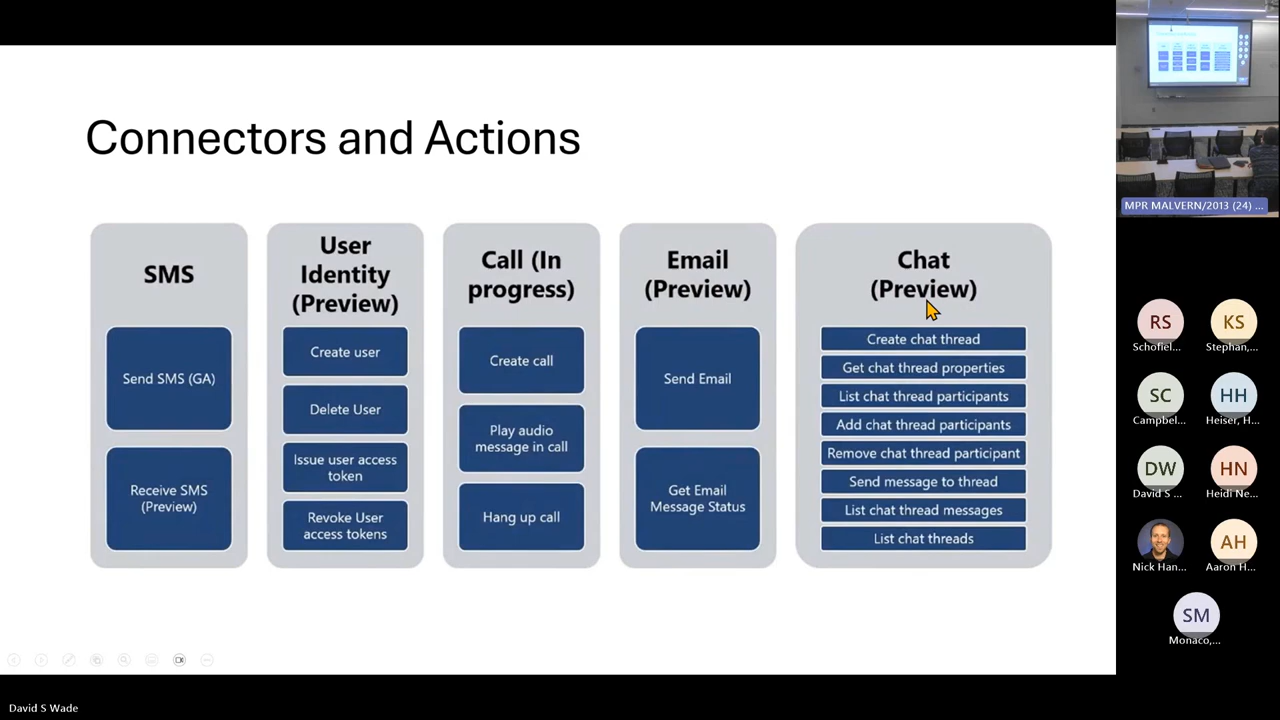 Connectors and Actions
SMS
Send SMS (GA)
Receive SMS
(Preview)
User
Identity
(Preview)
Create user
Delete User
Issue user access
token
Revoke User
access tokens
Call (In
progress)
Create call
Play audio
message in call
Hang up call
Email
(Preview)
Send Email
Get Email
Message Status
Chat
(Preview)
Create chat thread
Get chat thread properties
List chat thread participants
Add chat thread participants
Remove chat thread participant
Send message to thread
List chat thread messages
List chat threads
MPR MALVERN/2013 (24) ...
RS
Schofiel...
KS
Stephan,...
SC
Campbel...
HH
Heiser, H...
DW
David S ...
HN
Heidi Ne...
Nick Han...
AH
Aaron H...
SM
Monaco,...
David S Wade